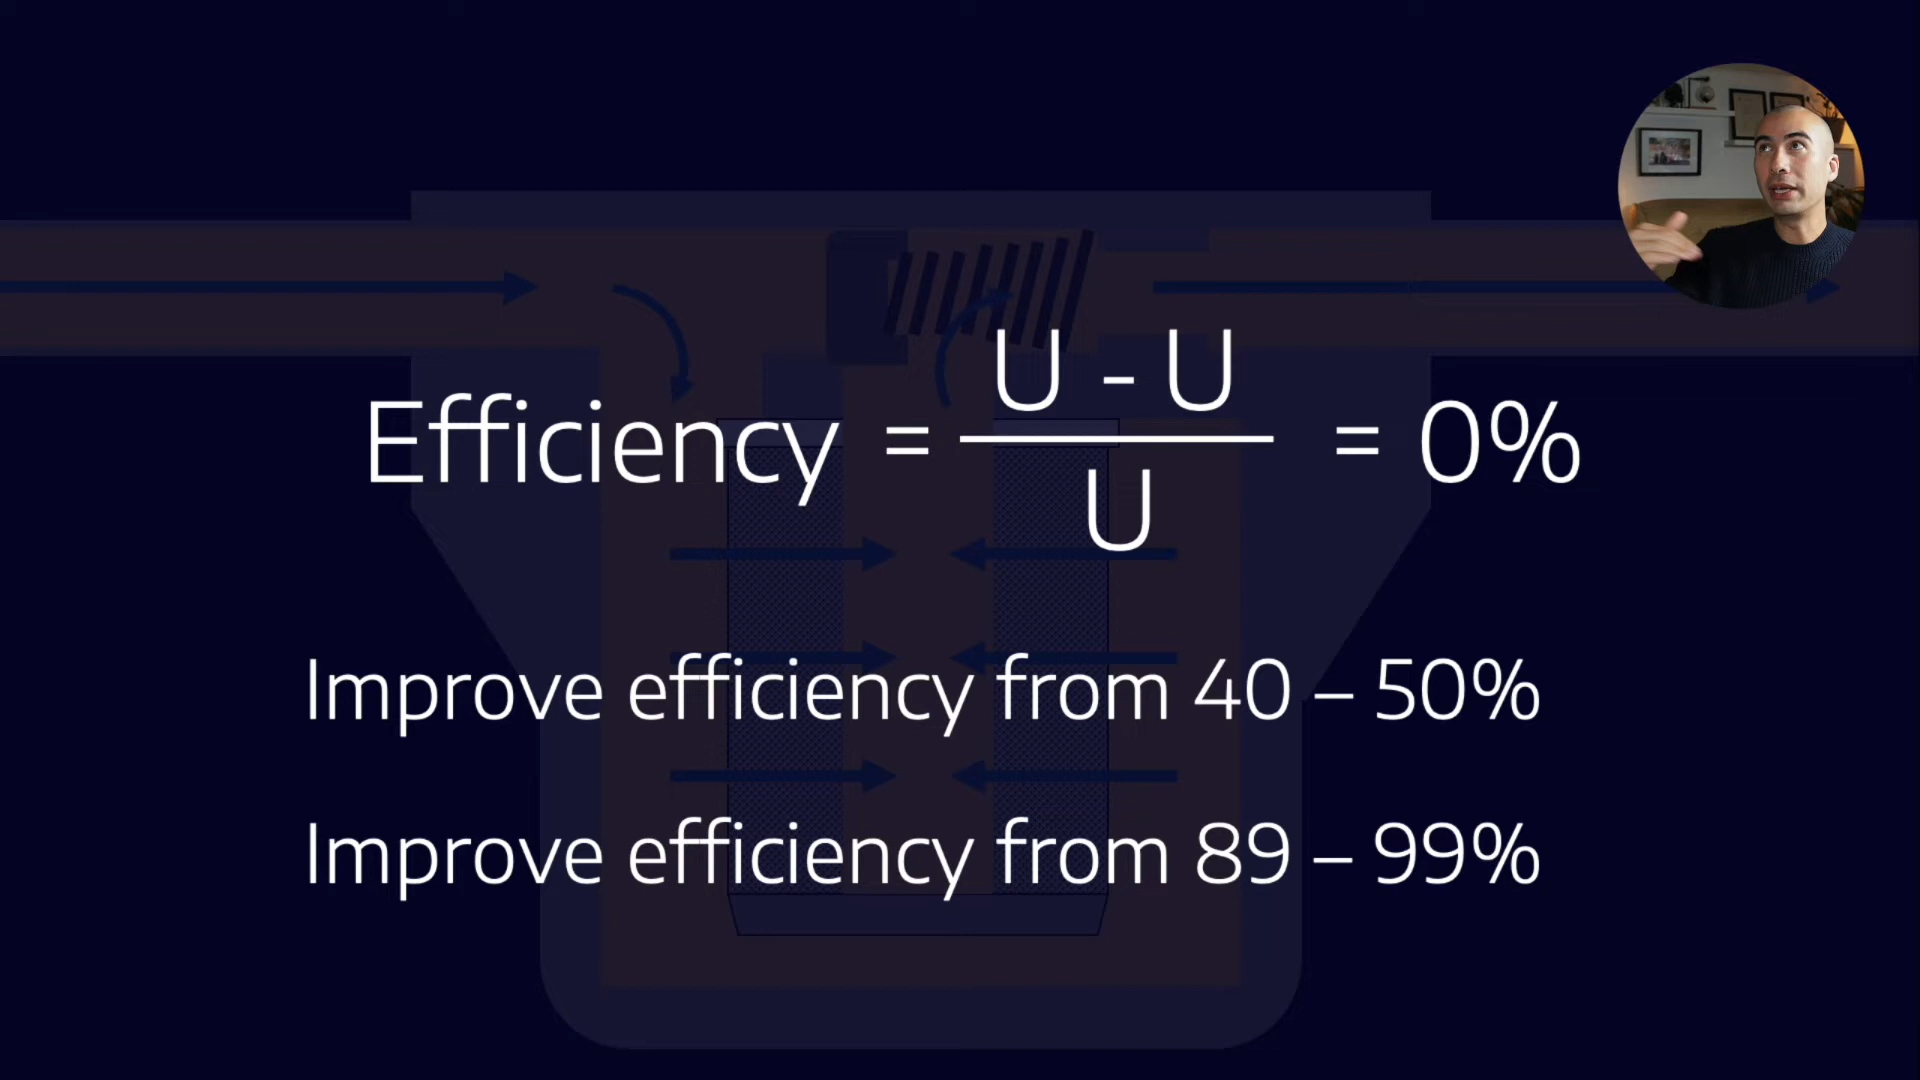 Efficiency = U - U / U = 0%
Improve efficiency from 40 – 50%
Improve efficiency from 89 – 99%